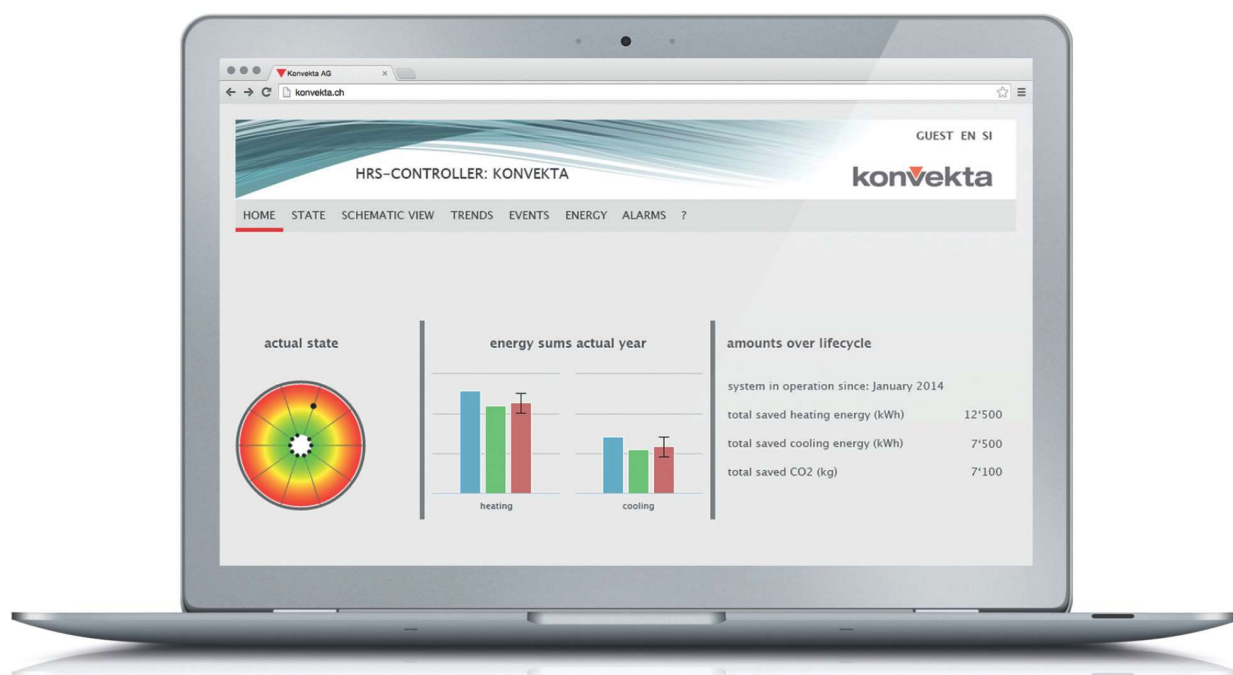 Konvekta AG
konvekta.ch
GUEST EN SI
HRS-CONTROLLER: KONVEKTA
konvekta
HOME STATE SCHEMATIC VIEW TRENDS EVENTS ENERGY ALARMS ?
actual state
energy sums actual year
heating
cooling
amounts over lifecycle
system in operation since: January 2014
total saved heating energy (kWh) 12'500
total saved cooling energy (kWh) 7'500
total saved CO2 (kg) 7'100